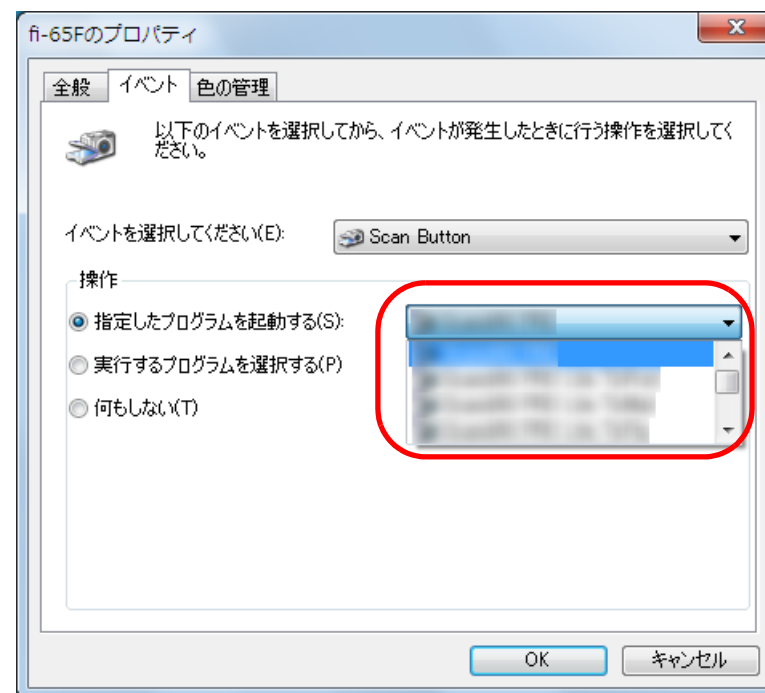 fi-65Fのプロパティ
全般 イベント 色の管理
以下のイベントを選択してから、イベントが発生したときに行う操作を選択してく
ださい。
イベントを選択してください(E):
Scan Button
操作
指定したプログラムを起動する(S):
実行するプログラムを選択する(P)
何もしない(T)
OK キャンセル